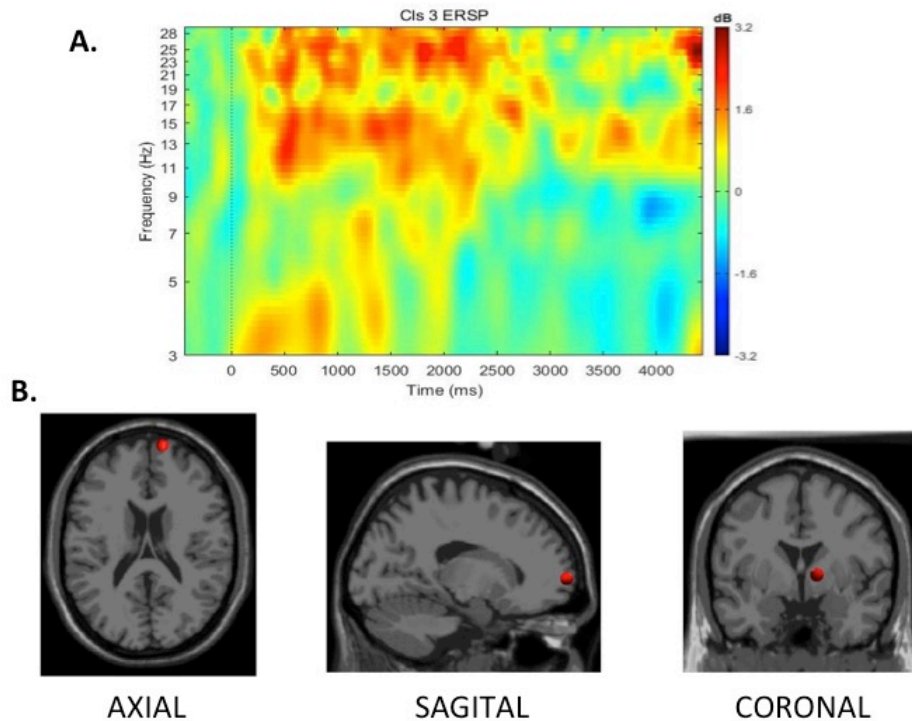 A.
Cls 3 ERSP
dB
28
25
23
21
19
17
15
13
11
9
7
5
3
Frequency (Hz)
0 500 1000 1500 2000 2500 3000 3500 4000
Time (ms)
3.2
1.6
0
-1.6
-3.2
B.
AXIAL SAGITAL CORONAL